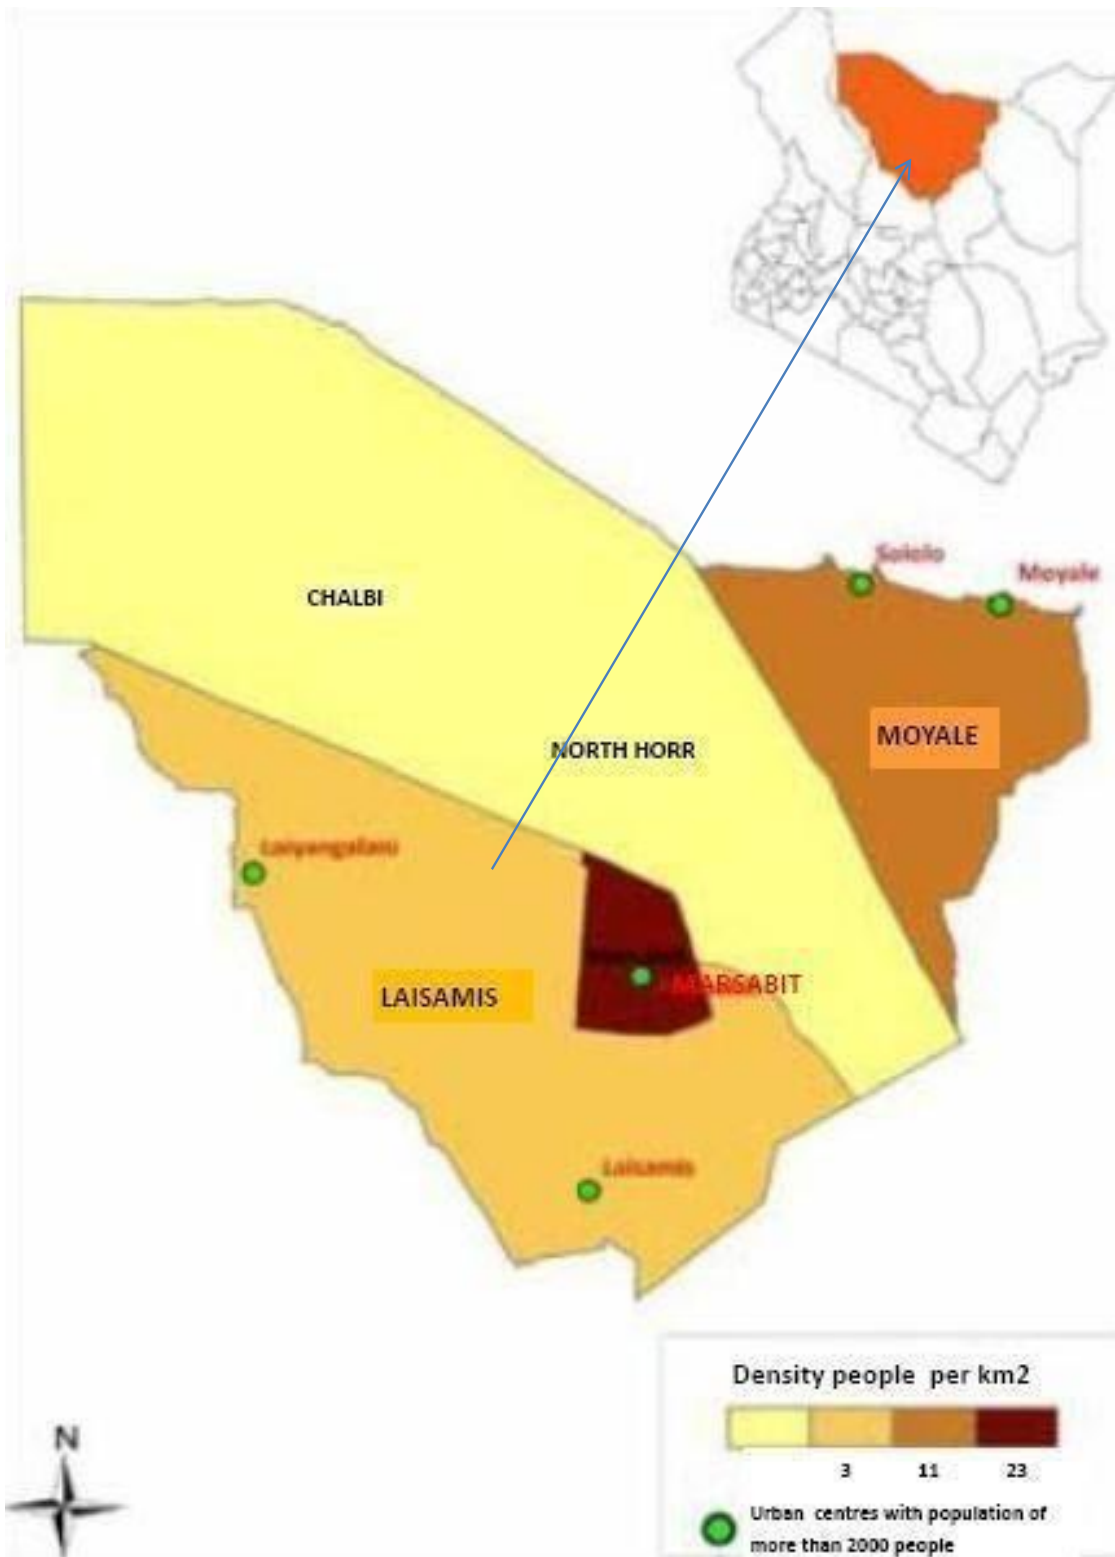 Sololo
Moyale
CHALBI
MOYALE
NORTH HORR
Loiyangallani
MARSABIT
LAISAMIS
Laisamis
Density people per km2
3 11 23
N
Urban centres with population of
more than 2000 people